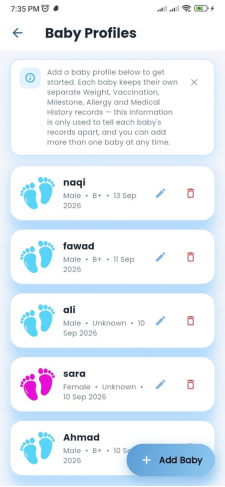 7:35 PM
Baby Profiles
Add a baby profile below to get
started. Each baby keeps their own
separate Weight, Vaccination,
Milestone, Allergy and Medical
History records — this information
is only used to tell each baby's
records apart, and you can add
more than one baby at any time.
naqi
Male • B+ • 13 Sep
2026
fawad
Male • B+ • 11 Sep
2026
ali
Male • Unknown • 10
Sep 2026
sara
Female • Unknown •
10 Sep 2026
Ahmad
Male • B+ • 10
2026
Add Baby